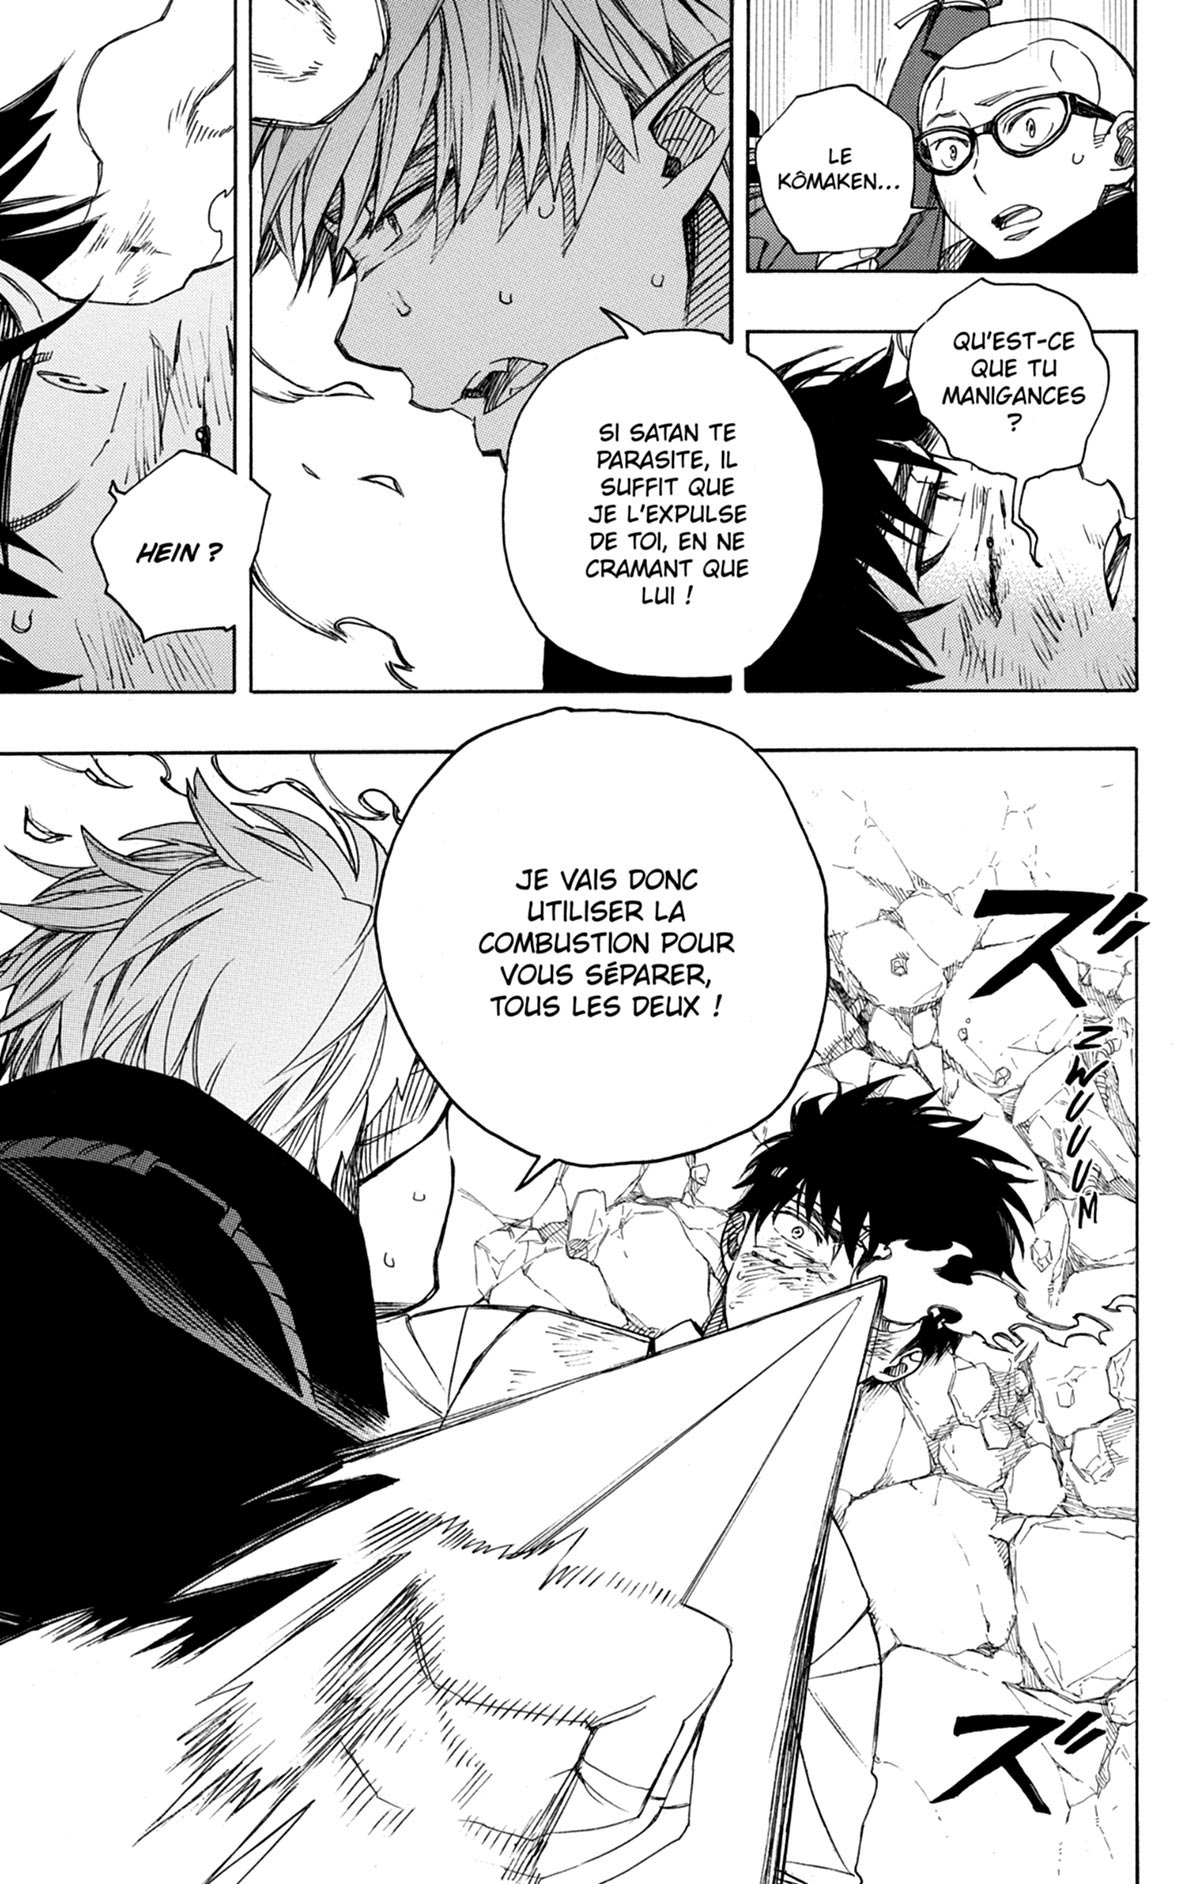 LE
KÔMAKEN...
QU'EST-CE
QUE TU
MANIGANCES
?
SI SATAN TE
PARASITE, IL
SUFFIT QUE
JE L'EXPULSE
DE TOI, EN NE
CRAMANT QUE
LUI !
HEIN ?
JE VAIS DONC
UTILISER LA
COMBUSTION POUR
VOUS SÉPARER,
TOUS LES DEUX !
ズ
ZWUUUM
ズ